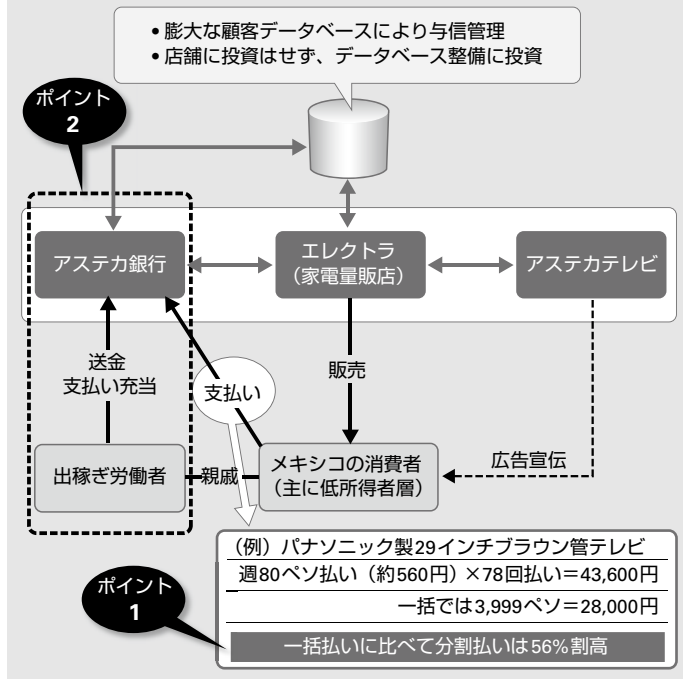 • 膨大な顧客データベースにより与信管理
• 店舗に投資はせず、データベース整備に投資
ポイント
2
アステカ銀行
エレクトラ
（家電量販店）
アステカテレビ
送金
支払い充当
支払い
販売
広告宣伝
出稼ぎ労働者
親戚
メキシコの消費者
（主に低所得者層）
ポイント
1
（例）パナソニック製29インチブラウン管テレビ
週80ペソ払い（約560円）×78回払い＝43,600円
一括では3,999ペソ＝28,000円
一括払いに比べて分割払いは56%割高